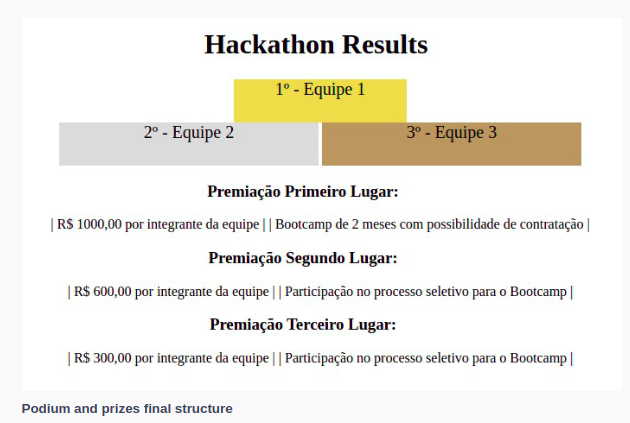 Hackathon Results
1º - Equipe 1
2º - Equipe 2
3º - Equipe 3
Premiação Primeiro Lugar:
| R$ 1000,00 por integrante da equipe | | Bootcamp de 2 meses com possibilidade de contratação |
Premiação Segundo Lugar:
| R$ 600,00 por integrante da equipe | | Participação no processo seletivo para o Bootcamp |
Premiação Terceiro Lugar:
| R$ 300,00 por integrante da equipe | | Participação no processo seletivo para o Bootcamp |
Podium and prizes final structure